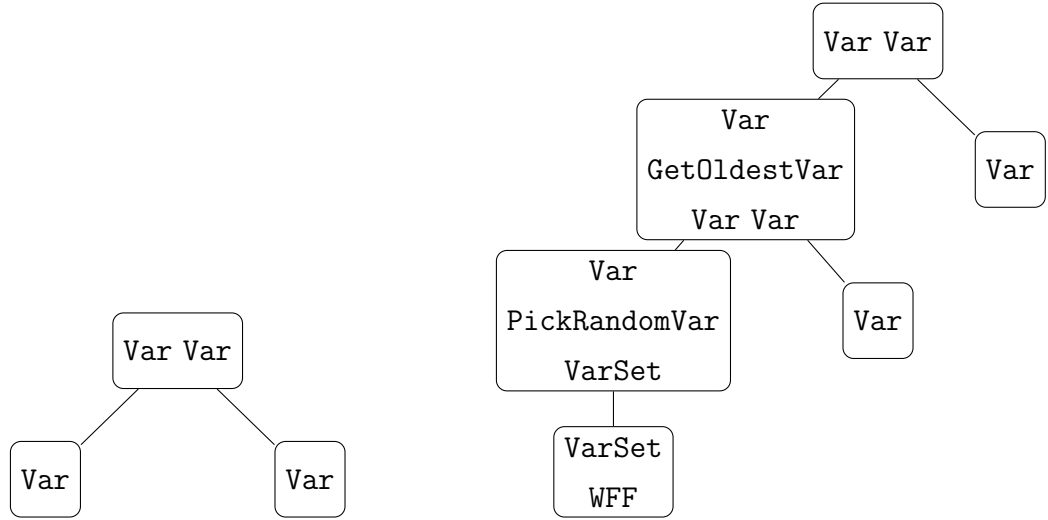 Var Var
Var
Var
Var Var
Var
GetOldestVar
Var Var
Var
Var
PickRandomVar
VarSet
Var
VarSet
WFF